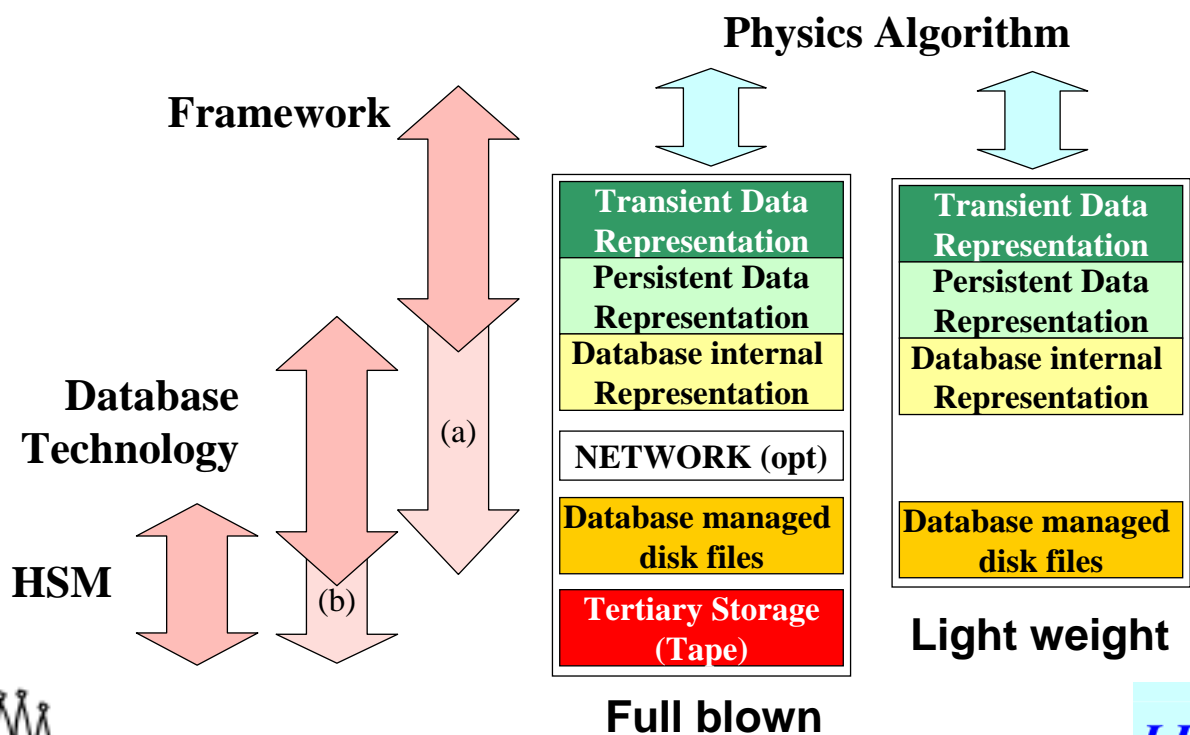 Physics Algorithm
Framework
Database
Technology
HSM
(a)
(b)
Transient Data
Representation
Persistent Data
Representation
Database internal
Representation
NETWORK (opt)
Database managed
disk files
Tertiary Storage
(Tape)
Full blown
Transient Data
Representation
Persistent Data
Representation
Database internal
Representation
Database managed
disk files
Light weight